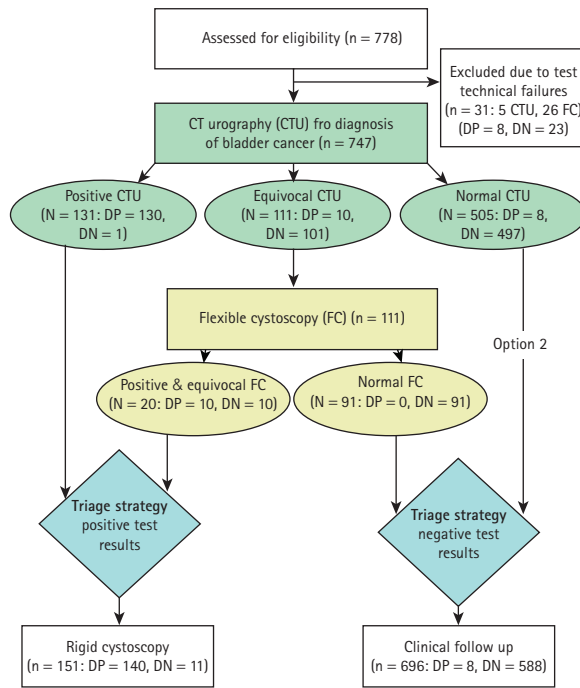 Assessed for eligibility (n = 778)
Excluded due to test
technical failures
(n = 31: 5 CTU, 26 FC)
(DP = 8, DN = 23)
CT urography (CTU) fro diagnosis
of bladder cancer (n = 747)
Positive CTU
(N = 131: DP = 130,
DN = 1)
Equivocal CTU
(N = 111: DP = 10,
DN = 101)
Normal CTU
(N = 505: DP = 8,
DN = 497)
Flexible cystoscopy (FC) (n = 111)
Option 2
Positive & equivocal FC
(N = 20: DP = 10, DN = 10)
Normal FC
(N = 91: DP = 0, DN = 91)
Triage strategy
positive test
results
Triage strategy
negative test
results
Rigid cystoscopy
(n = 151: DP = 140, DN = 11)
Clinical follow up
(n = 696: DP = 8, DN = 588)